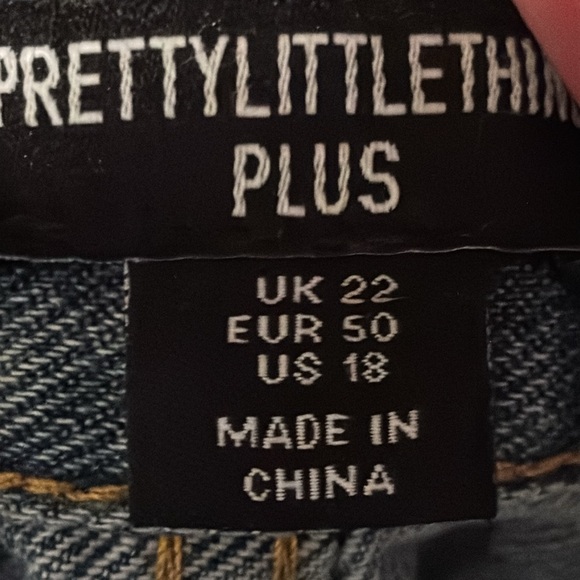 PRETTYLITTLETHIN
PLUS
UK 22
EUR 50
US 18
MADE IN
CHINA